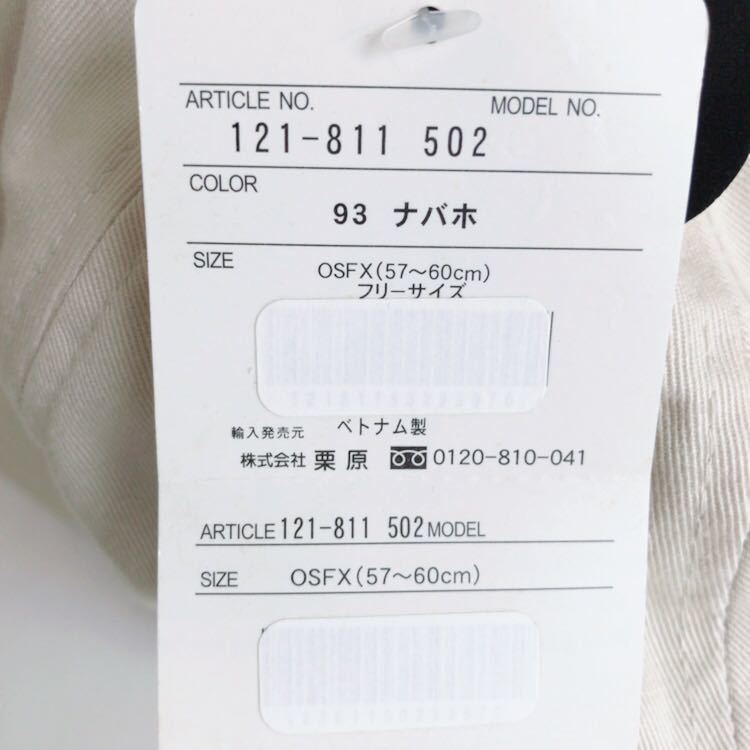 ARTICLE NO. MODEL NO.
121-811 502
COLOR
93 ナバホ
SIZE
OSFX(57～60cm)
フリーサイズ
ベトナム製
輸入発売元
株式会社 栗原 0120-810-041
ARTICLE 121-811 502 MODEL
SIZE OSFX(57～60cm)